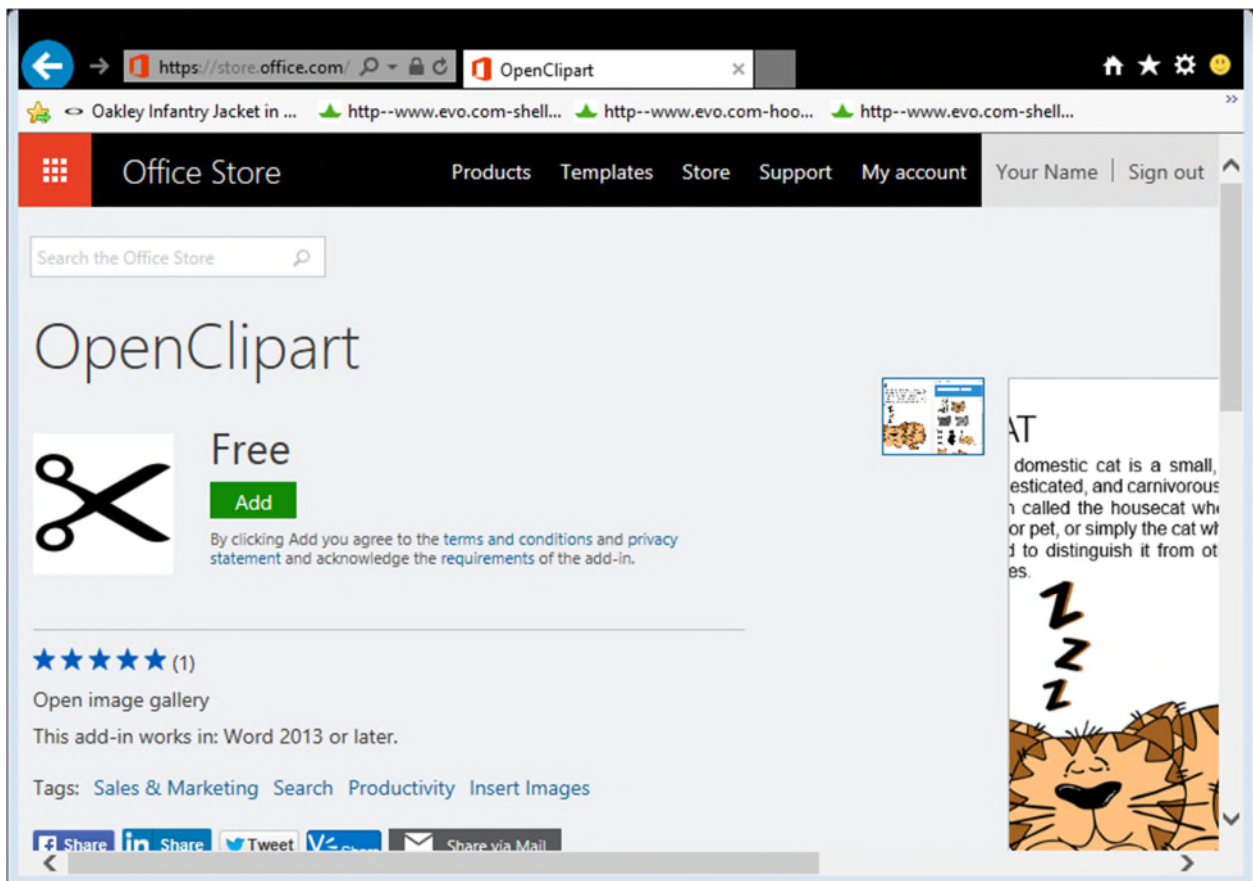 https://store.office.com/
OpenClipart
Oakley Infantry Jacket in ... http--www.evo.com-shell... http--www.evo.com-hoo... http--www.evo.com-shell...
Office Store Products Templates Store Support My account Your Name | Sign out
Search the Office Store
OpenClipart
Free
Add
By clicking Add you agree to the terms and conditions and privacy
statement and acknowledge the requirements of the add-in.
(1)
Open image gallery
This add-in works in: Word 2013 or later.
Tags: Sales & Marketing Search Productivity Insert Images
Share in Share Tweet Share Share via Mail
AT
domestic cat is a small,
esticated, and carnivorous
called the housecat
or pet, or simply the cat
to distinguish it from
es.
Z
Z
Z